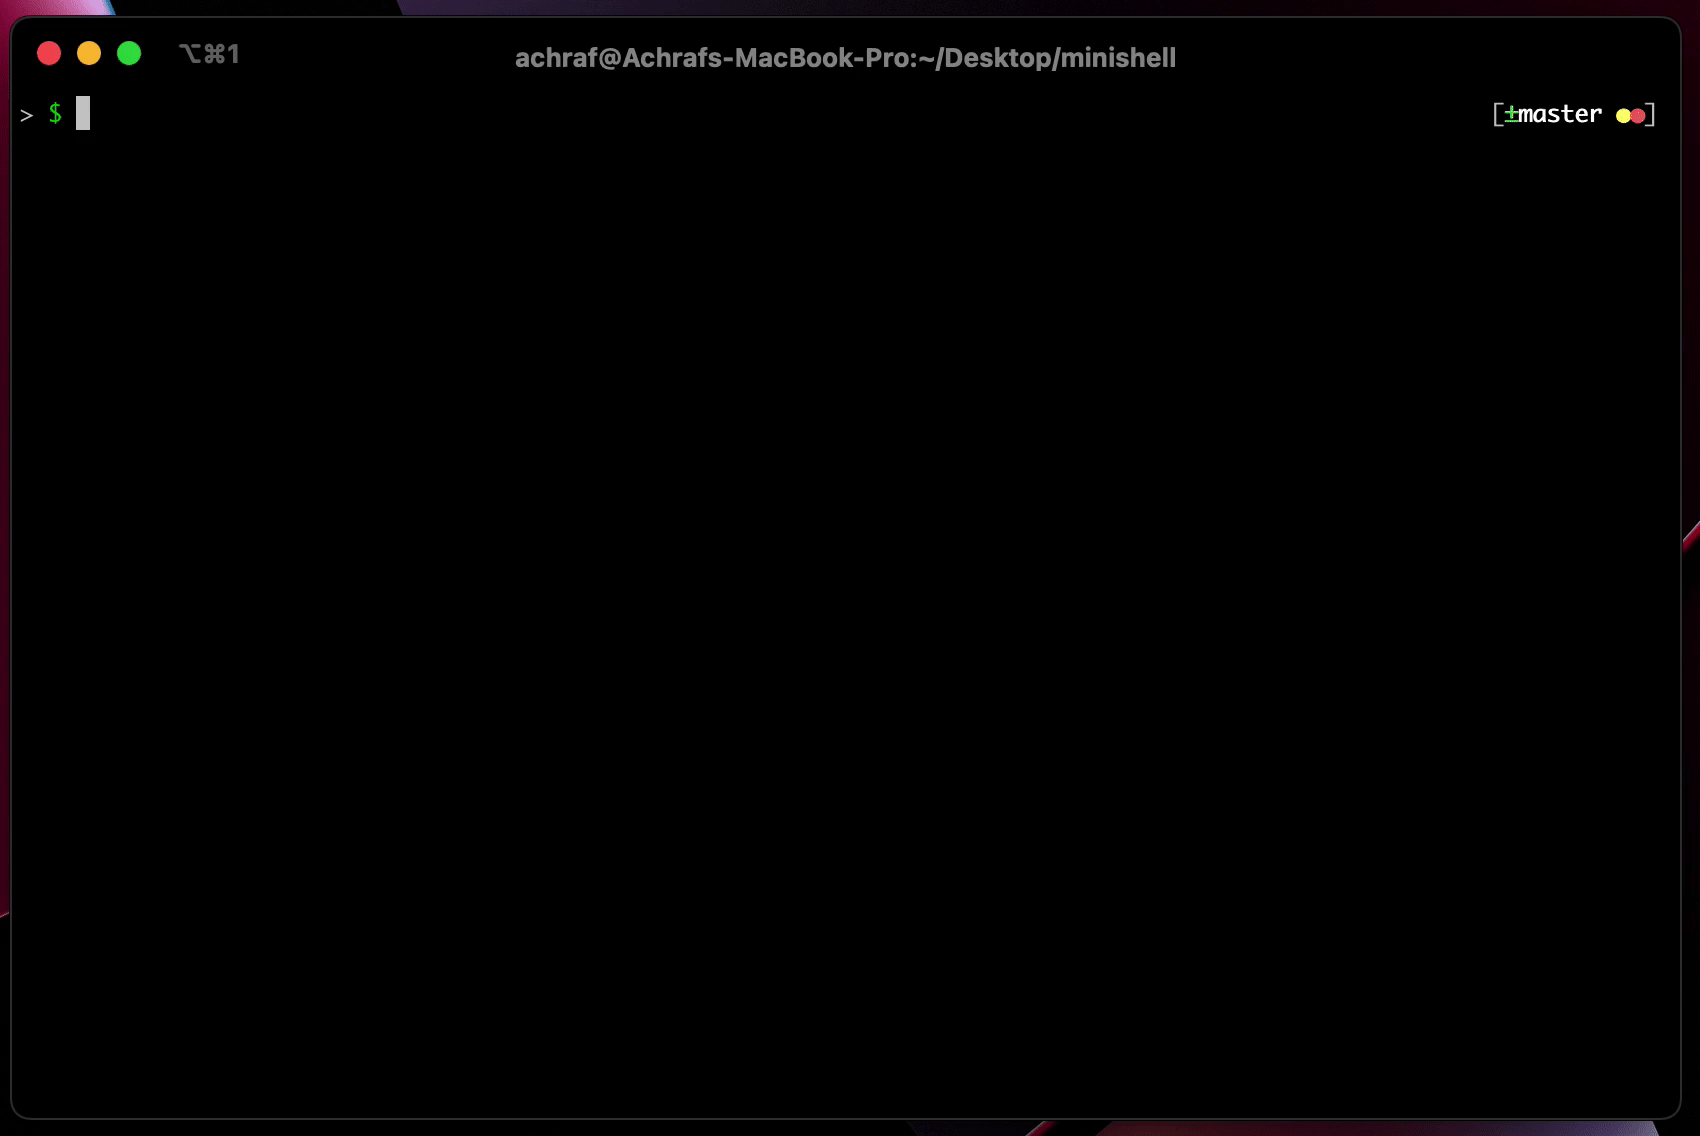 ⌥⌘1
achraf@Achrafs-MacBook-Pro:~/Desktop/minishell
> $ [±master ●●]